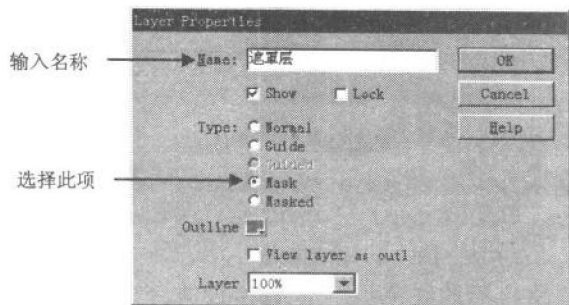 Layer Properties
输入名称
Name: 遮罩层
OK
Show
Lock
Cancel
Type:
Normal
Help
Guide
Guided
选择此项
Mask
Masked
Outline
View layer as outl
Layer
100%